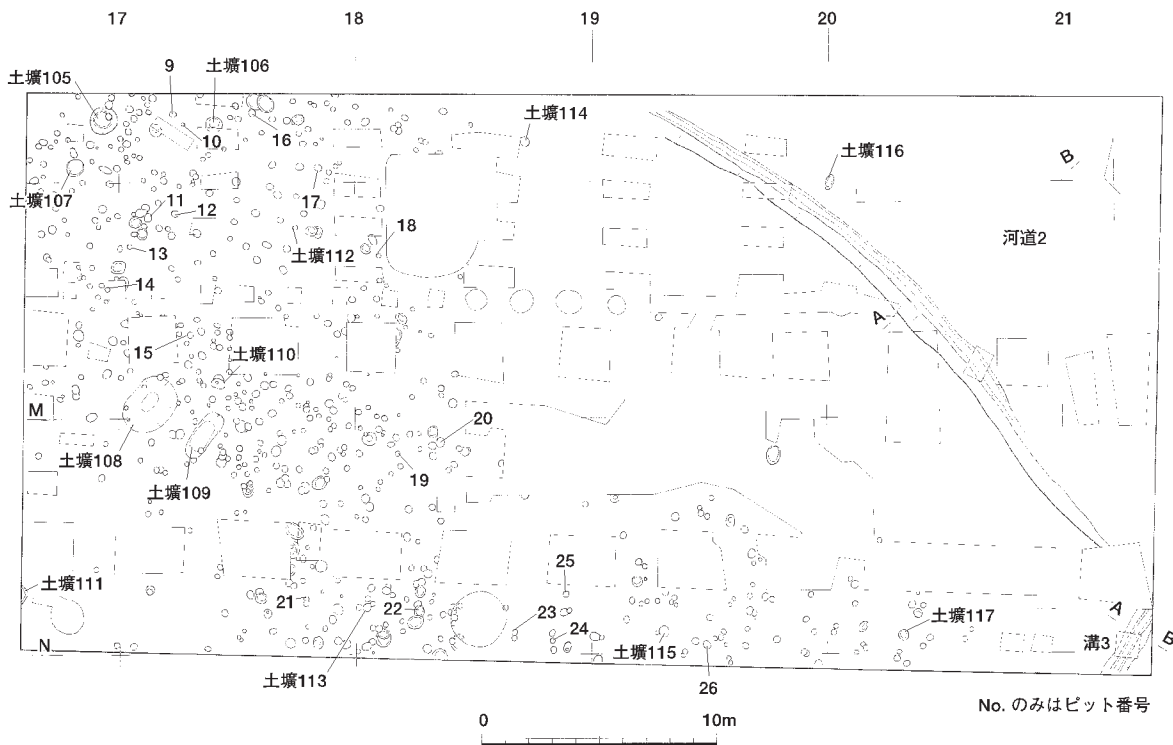 17 18 19 20 21
土壙105 9 土壙106
10 16 土壙114
土壙116 B
土壙107 11 12 17
18 河道2
13 土壙112
14
15 A
土壙110
M
20
土壙108
19
土壙109
土壙111 25
21 22 23 土壙117 A
24 B
N 土壙115 溝3
土壙113 26
No. のみはピット番号
0 10m